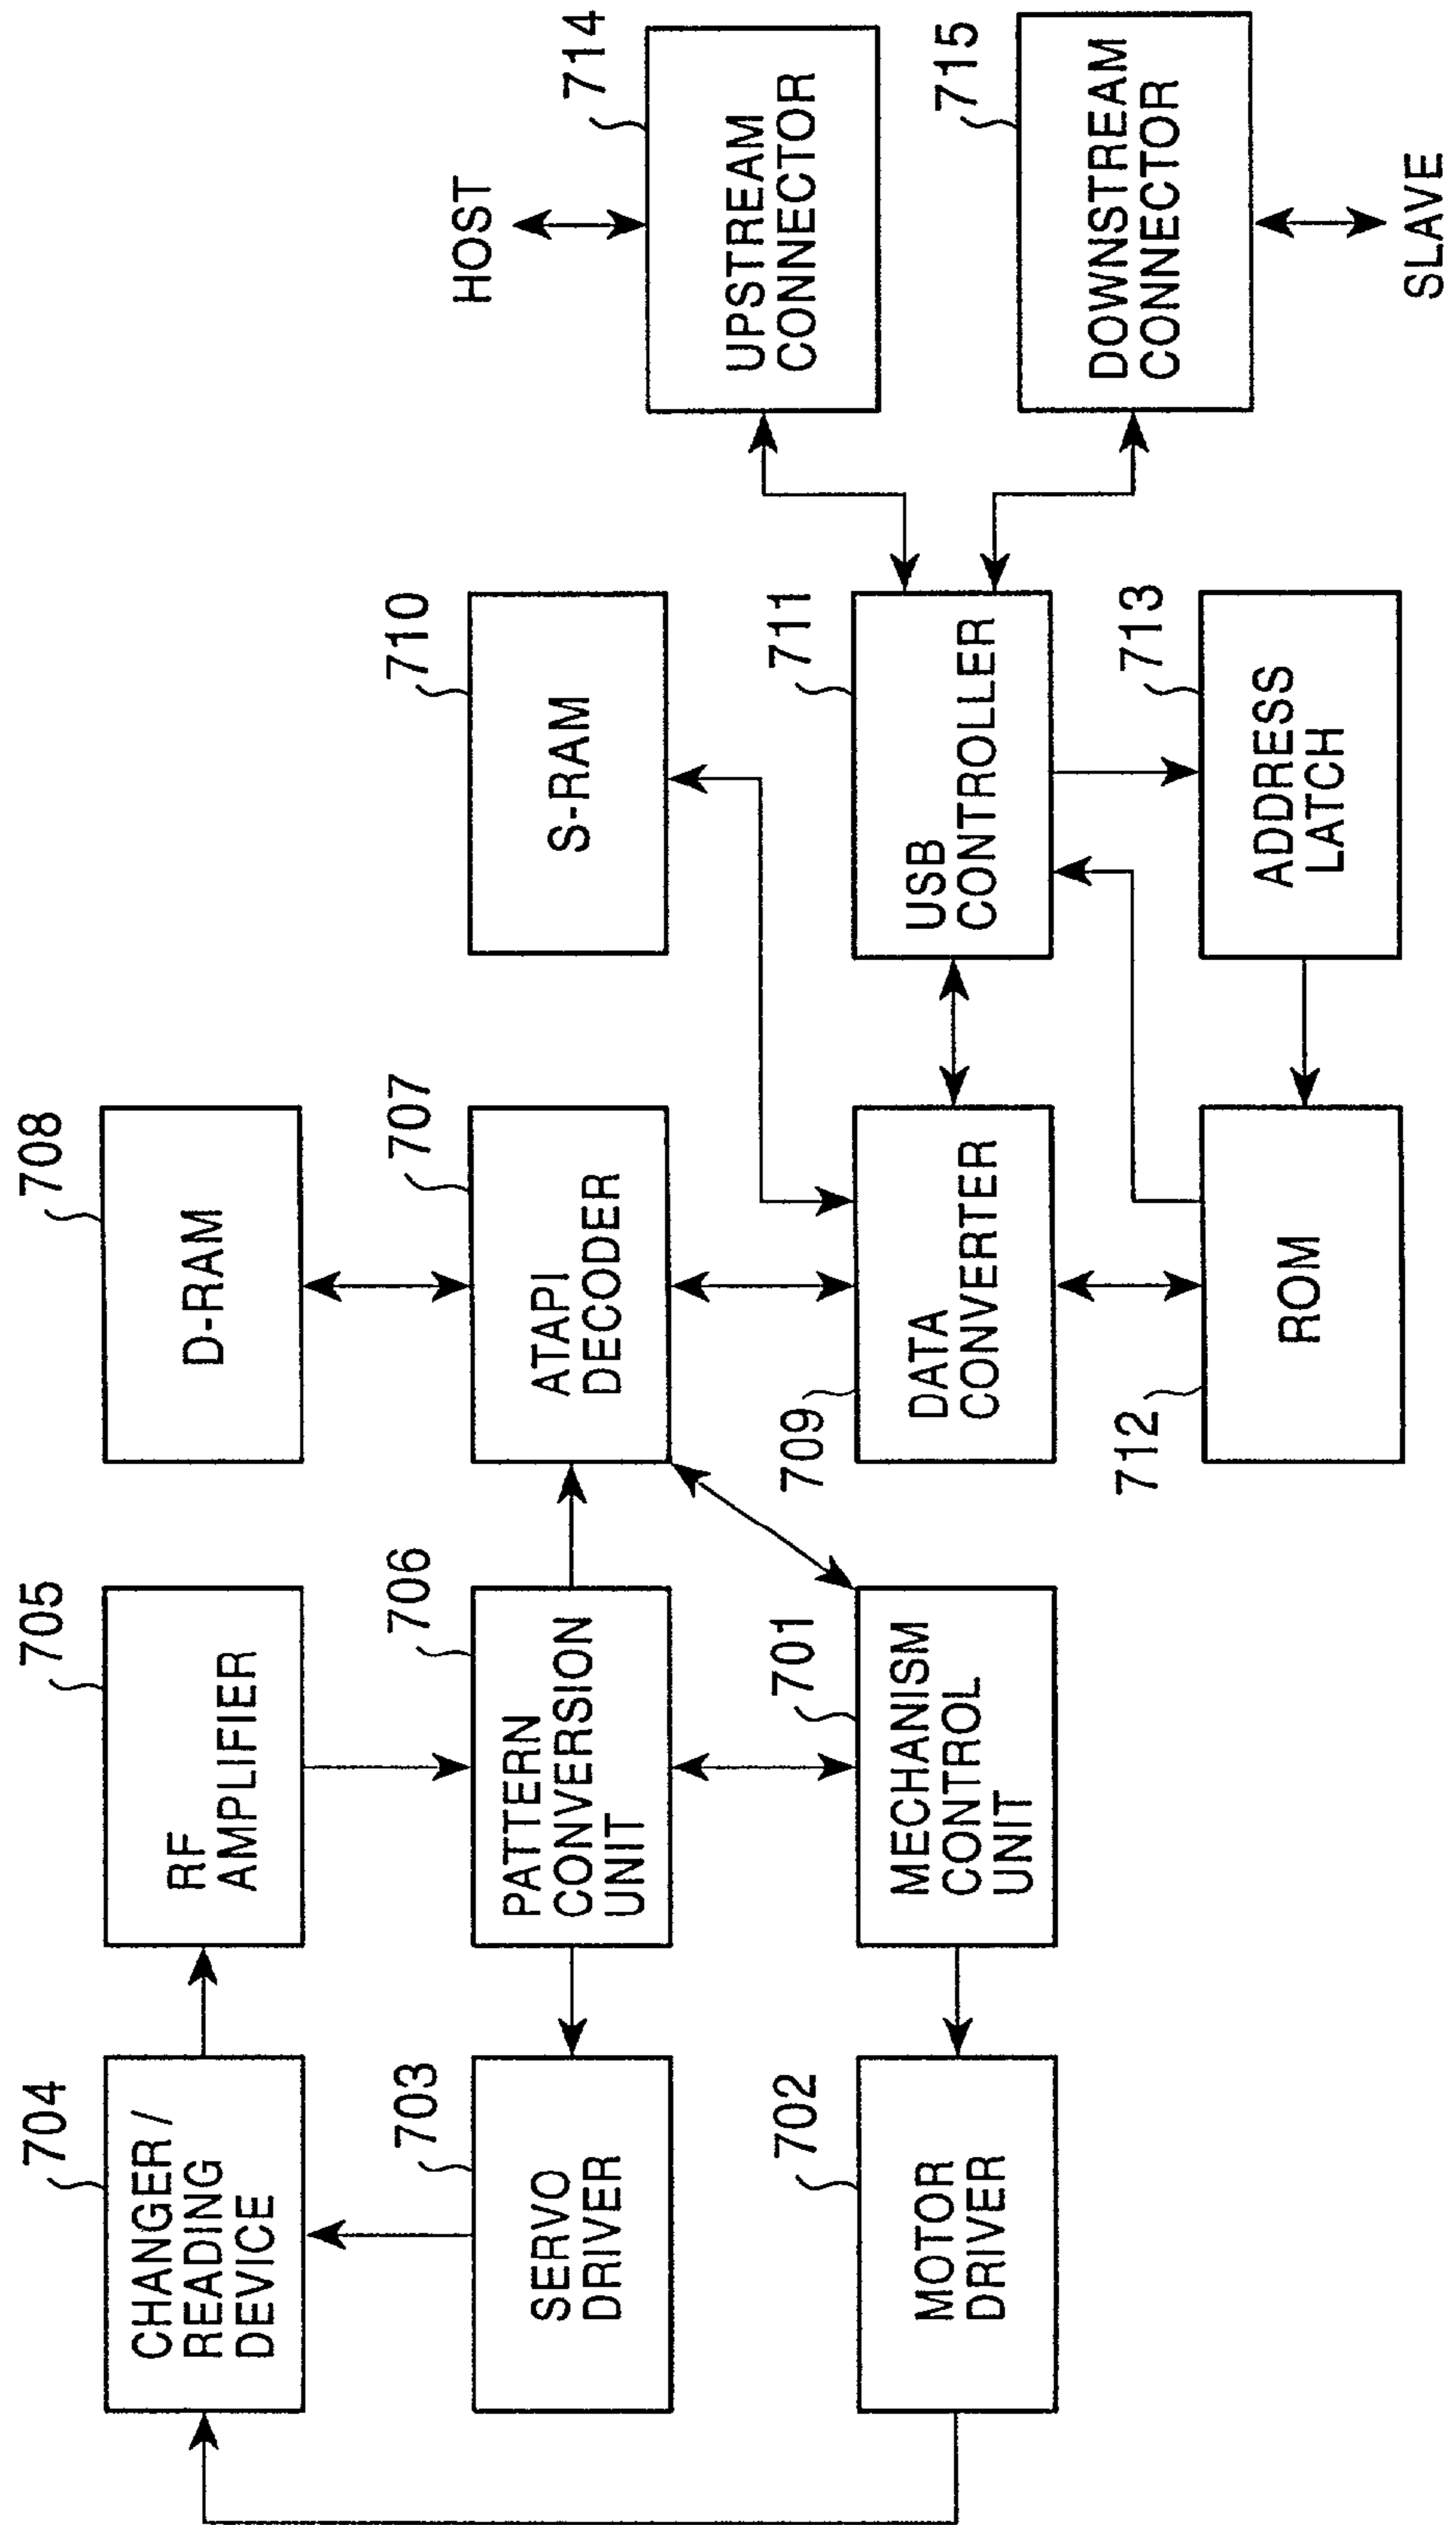 704
CHANGER /
READING
DEVICE
705
RF
AMPLIFIER
708
D-RAM
703
SERVO
DRIVER
706
PATTERN
CONVERSION
UNIT
707
ATAPI
DECODER
710
S-RAM
HOST
714
UPSTREAM
CONNECTOR
702
MOTOR
DRIVER
701
MECHANISM
CONTROL
UNIT
709
DATA
CONVERTER
711
USB
CONTROLLER
715
DOWNSTREAM
CONNECTOR
712
ROM
713
ADDRESS
LATCH
SLAVE